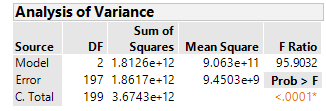 Analysis of Variance
Sum of
Source DF Squares Mean Square F Ratio
Model 2 1.8126e+12 9.063e+11 95.9032
Error 197 1.8617e+12 9.4503e+9 Prob > F
C. Total 199 3.6743e+12 <.0001*